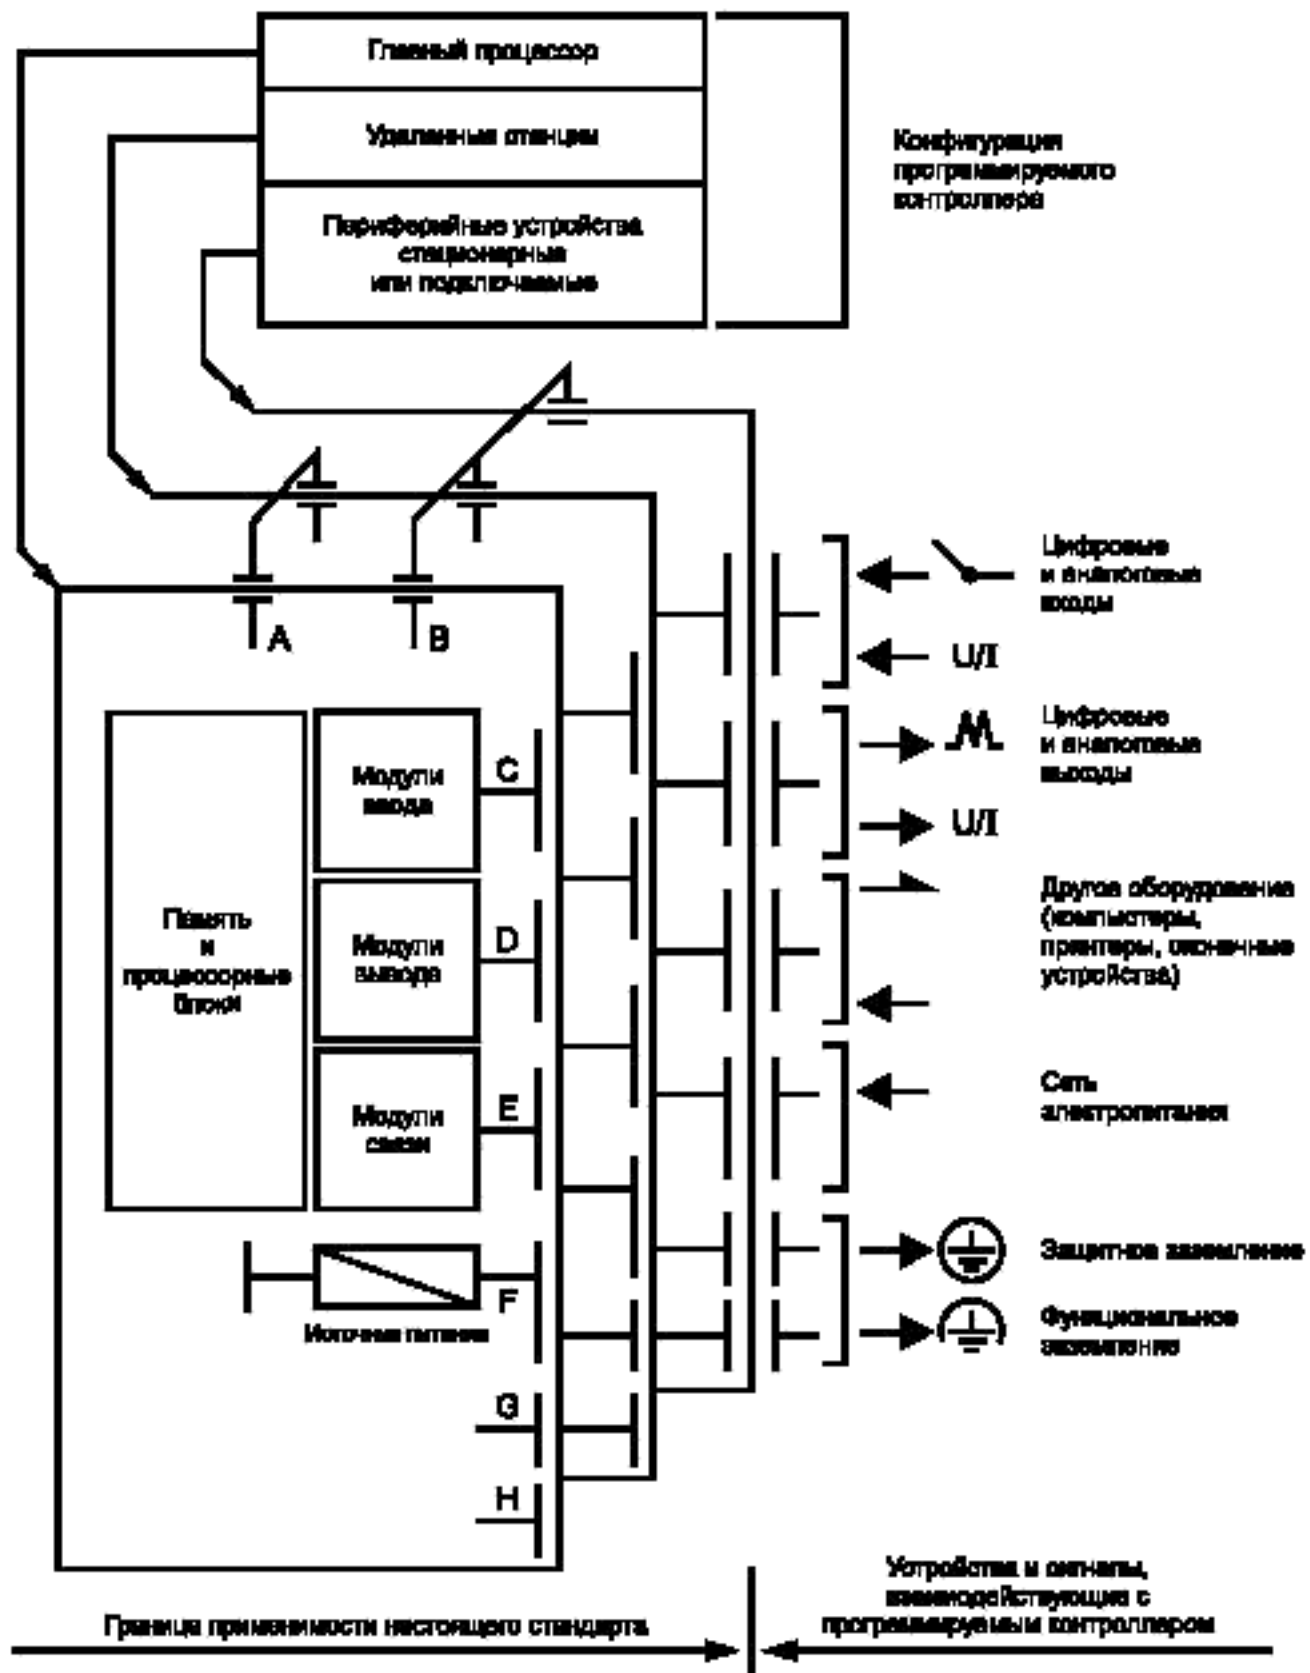 Главный процессор
Удаленные станции
Периферийные устройства
стационарные
или подключаемые
Конфигурация
программируемого
контроллера
A
B
Цифровые
и аналоговые
входы
U/I
Цифровые
и аналоговые
выходы
U/I
Модули
ввода
C
Память
и
процессорные
блоки
Модули
вывода
D
Другое оборудование
(компьютеры,
принтеры, оконечные
устройства)
Модули
связи
E
Сеть
электропитания
F
Источник питания
Защитное заземление
Функциональное
заземление
G
H
Граница применимости настоящего стандарта
Устройства и сигналы,
взаимодействующие с
программируемым контроллером